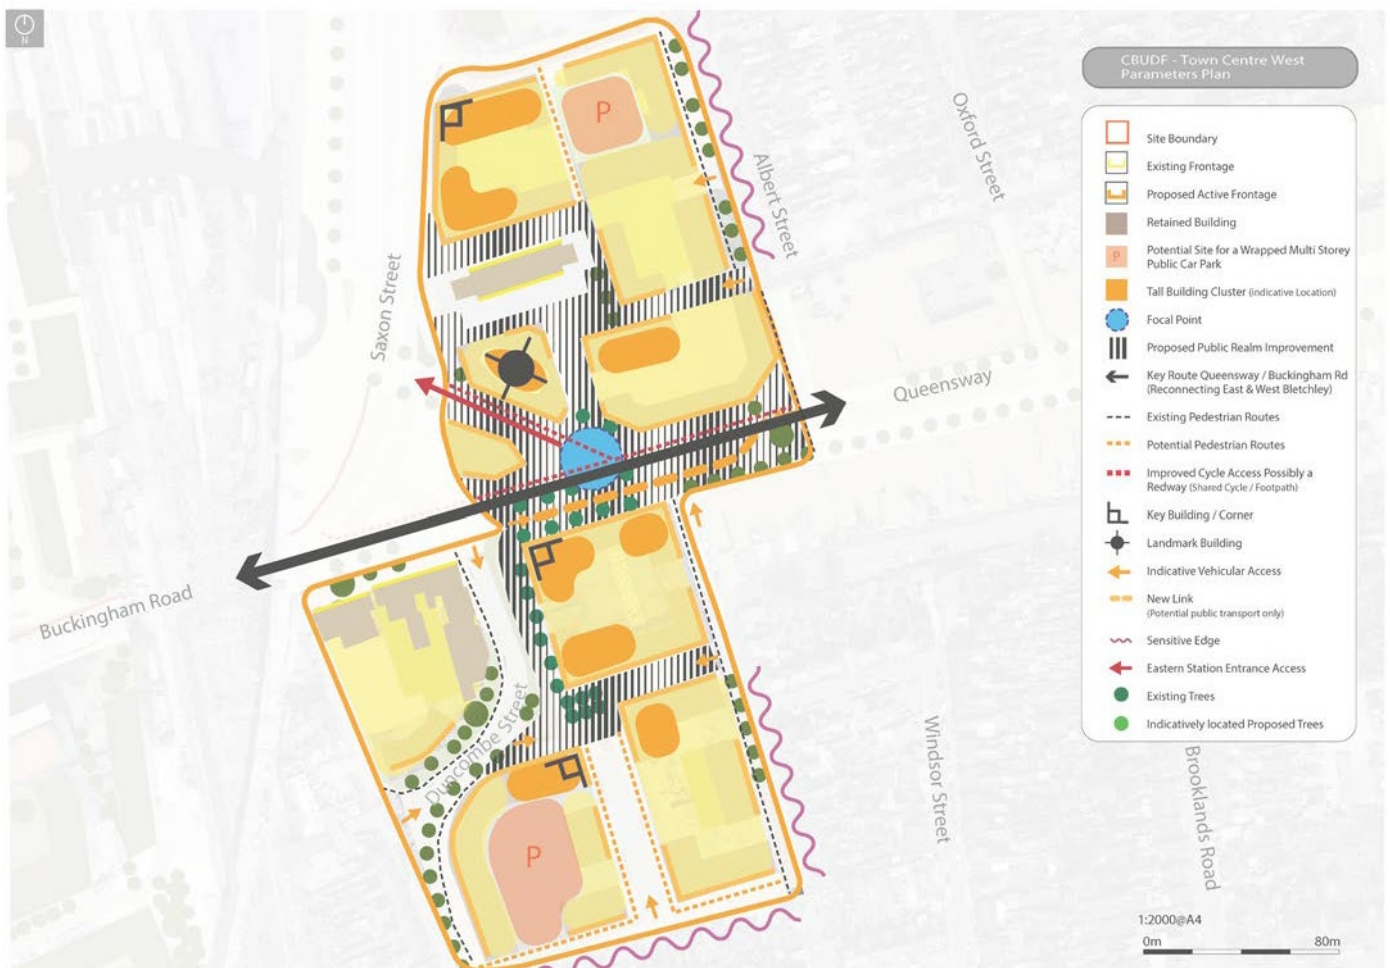 N
CBUDF - Town Centre West
Parameters Plan
Site Boundary
Existing Frontage
Proposed Active Frontage
Retained Building
P
Potential Site for a Wrapped Multi Storey
Public Car Park
Tall Building Cluster (indicative Location)
Focal Point
Proposed Public Realm Improvement
Key Route Queensway / Buckingham Rd
(Reconnecting East & West Bletchley)
Existing Pedestrian Routes
Potential Pedestrian Routes
Improved Cycle Access Possibly a
Redway (Shared Cycle / Footpath)
Key Building / Corner
Landmark Building
Indicative Vehicular Access
New Link
(Potential public transport only)
Sensitive Edge
Eastern Station Entrance Access
Existing Trees
Indicatively located Proposed Trees
P
Oxford Street
Albert Street
Saxon Street
Queensway
Buckingham Road
Duncombe Street
Windsor Street
Brooklands Road
P
1:2000@A4
0m 80m